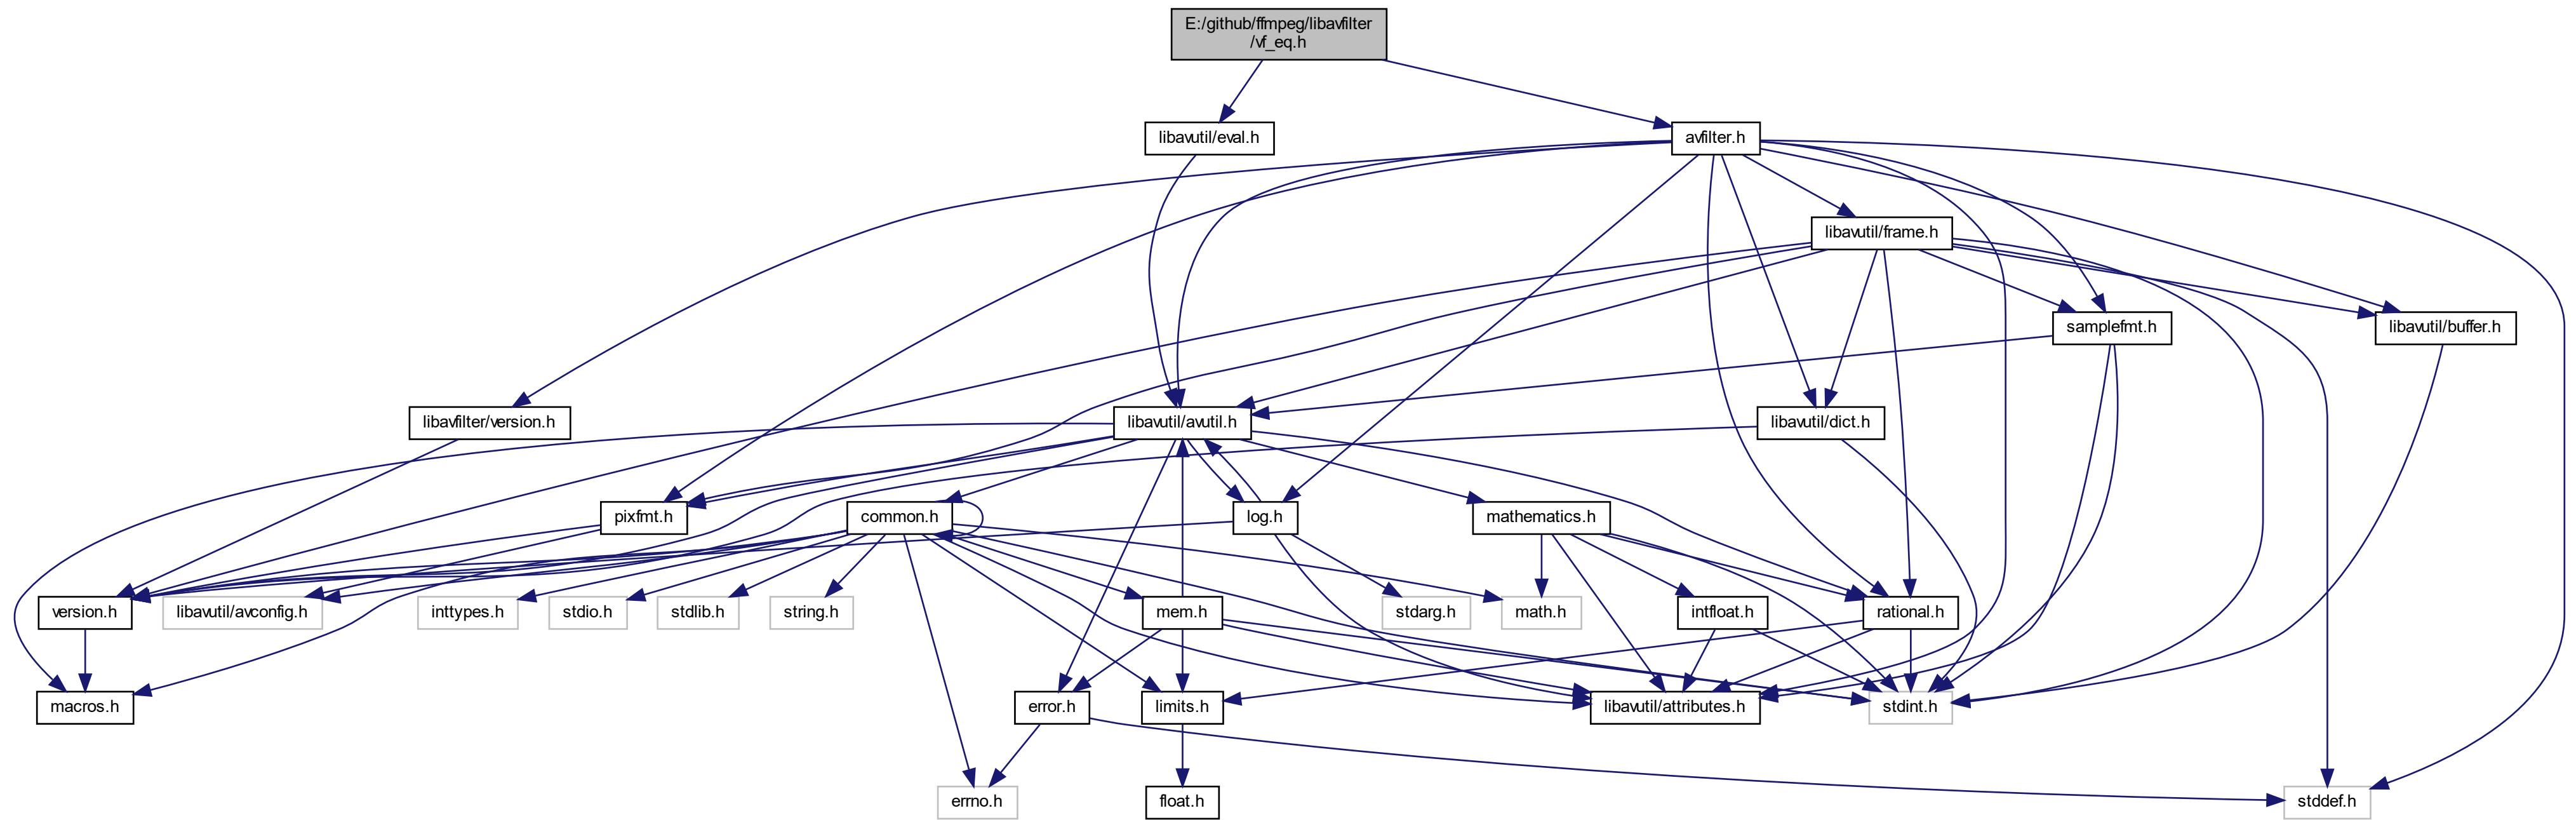 E:/github/ffmpeg/libavfilter
/vf_eq.h
libavutil/eval.h
avfilter.h
libavutil/frame.h
samplefmt.h
libavutil/buffer.h
libavfilter/version.h
libavutil/avutil.h
libavutil/dict.h
pixfmt.h
common.h
log.h
mathematics.h
version.h
libavutil/avconfig.h
inttypes.h
stdio.h
stdlib.h
string.h
mem.h
stdarg.h
math.h
intfloat.h
rational.h
macros.h
error.h
limits.h
libavutil/attributes.h
stdint.h
errno.h
float.h
stddef.h